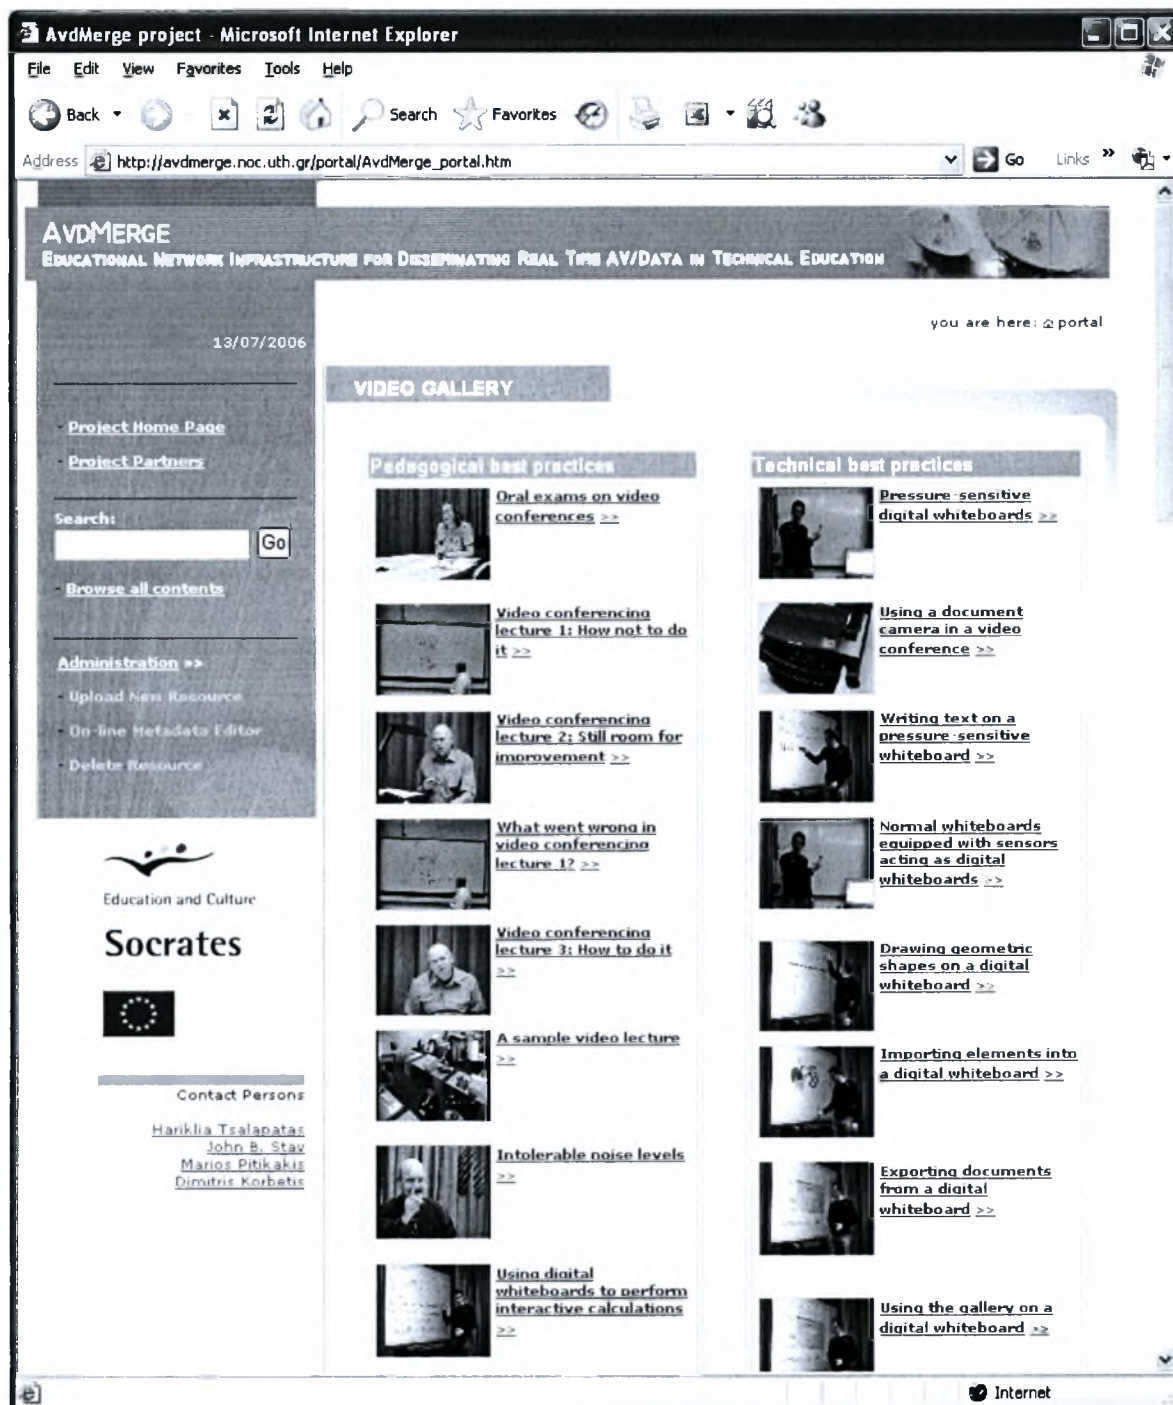 AvdMerge project - Microsoft Internet Explorer
File Edit View Favorites Tools Help
Back Search Favorites
Address http://avdmerge.noc.uth.gr/portal/AvdMerge_portal.htm Go Links »
AVDMERGE
EDUCATIONAL NETWORK INFRASTRUCTURE FOR DISSEMINATING REAL TIME AV/DATA IN TECHNICAL EDUCATION
you are here: portal
13/07/2006
- Project Home Page
- Project Partners
Search:
Go
- Browse all contents
Administration >>
- Upload New Resource
- On-line Metadata Editor
- Delete Resource
Education and Culture
Socrates
Contact Persons
Hariklia Tsalapatas
John B. Stav
Marios Pitikakis
Dimitris Korbetis
VIDEO GALLERY
Pedagogical best practices
Oral exams on video
conferences >>
Video conferencing
lecture 1: How not to do
it >>
Video conferencing
lecture 2: Still room for
improvement >>
What went wrong in
video conferencing
lecture 1? >>
Video conferencing
lecture 3: How to do it
>>
A sample video lecture
>>
Intolerable noise levels
>>
Using digital
whiteboards to perform
interactive calculations
>>
Technical best practices
Pressure-sensitive
digital whiteboards >>
Using a document
camera in a video
conference >>
Writing text on a
pressure-sensitive
whiteboard >>
Normal whiteboards
equipped with sensors
acting as digital
whiteboards >>
Drawing geometric
shapes on a digital
whiteboard >>
Importing elements into
a digital whiteboard >>
Exporting documents
from a digital
whiteboard >>
Using the gallery on a
digital whiteboard >>
Internet